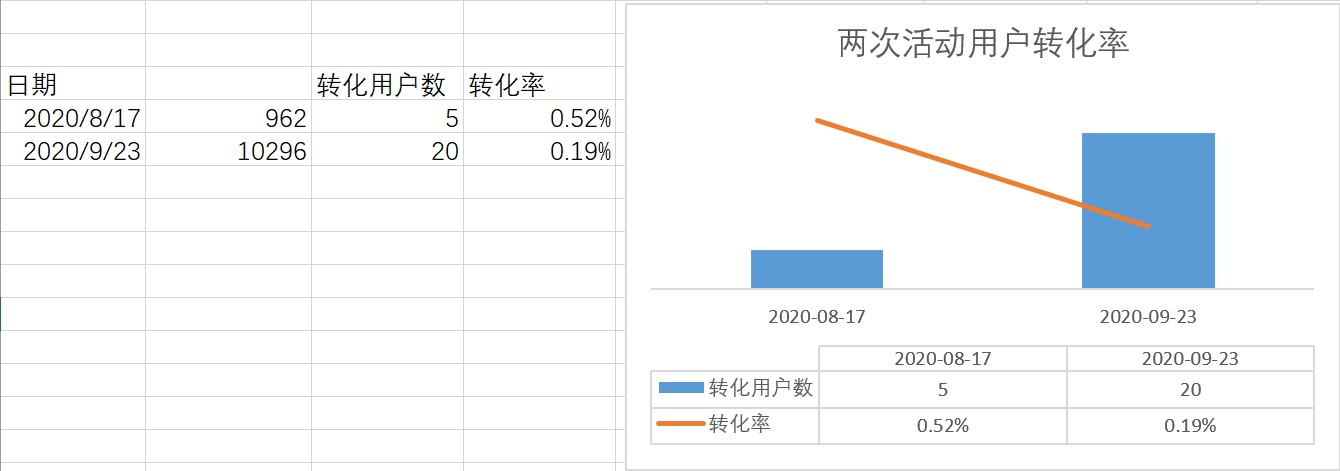 日期 转化用户数 转化率
2020/8/17 962 5 0.52%
2020/9/23 10296 20 0.19%
两次活动用户转化率
2020-08-17 2020-09-23
2020-08-17 2020-09-23
转化用户数 5 20
转化率 0.52% 0.19%